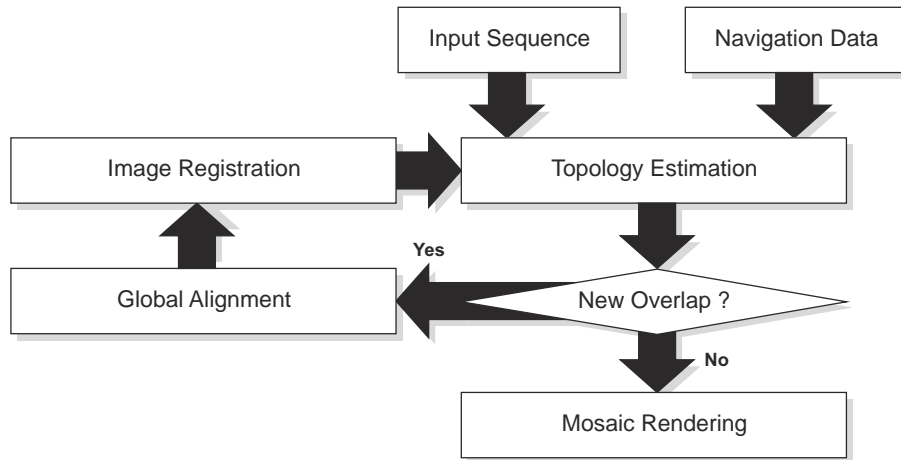 Input Sequence
Navigation Data
Image Registration
Topology Estimation
Yes
Global Alignment
New Overlap ?
No
Mosaic Rendering